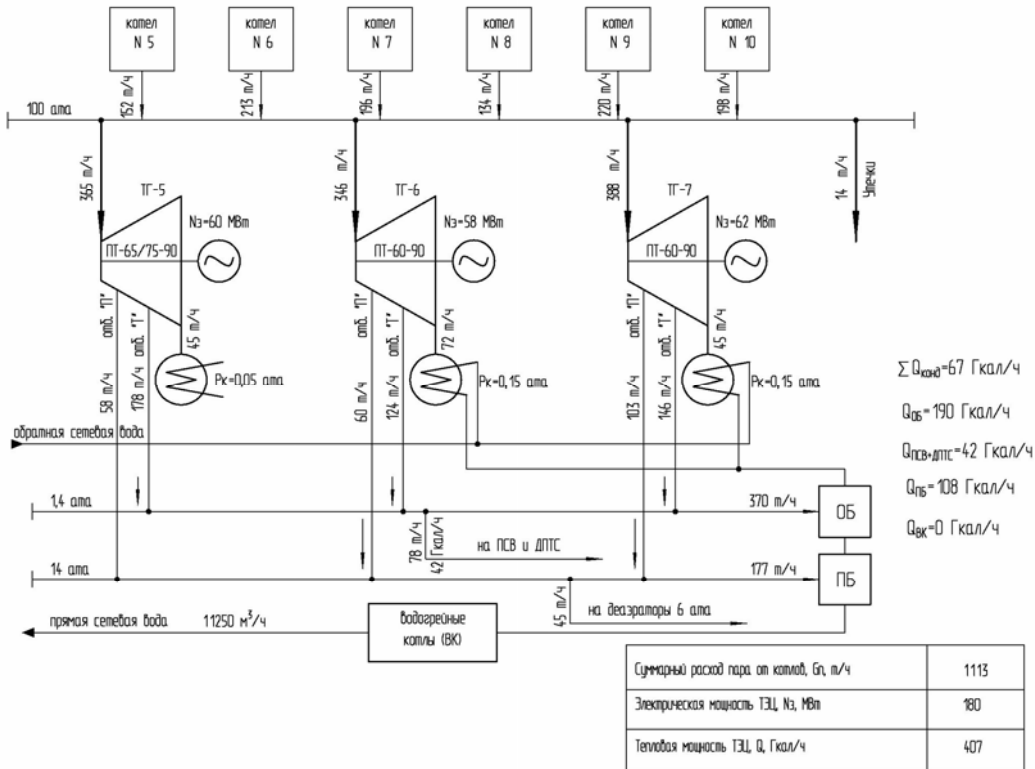 котел
N 5
котел
N 6
котел
N 7
котел
N 8
котел
N 9
котел
N 10
152 т/ч
213 т/ч
196 т/ч
134 т/ч
220 т/ч
198 т/ч
100 ата
365 т/ч
346 т/ч
388 т/ч
14 т/ч
Утечки
ТГ-5
ТГ-6
ТГ-7
Nэ=60 МВт
Nэ=58 МВт
Nэ=62 МВт
ПТ-65/75-90
ПТ-60-90
ПТ-60-90
отб. "П"
отб. "Т"
45 т/ч
отб. "П"
отб. "Т"
72 т/ч
отб. "П"
отб. "Т"
45 т/ч
Pк=0,05 ата
Pк=0,15 ата
Pк=0,15 ата
58 т/ч
178 т/ч
60 т/ч
124 т/ч
103 т/ч
146 т/ч
∑Qконд=67 Гкал/ч
QОБ=190 Гкал/ч
QПСВ+ДПТС=42 Гкал/ч
QПБ=108 Гкал/ч
QВК=0 Гкал/ч
обратная сетевая вода
1,4 ата
370 т/ч
ОБ
78 т/ч
42 Гкал/ч
на ПСВ и ДПТС
14 ата
177 т/ч
ПБ
45 т/ч
на деаэраторы 6 ата
прямая сетевая вода 11250 м³/ч
водогрейные
котлы (ВК)
Суммарный расход пара от котлов, Gп, т/ч 1113
Электрическая мощность ТЭЦ, Nэ, МВт 180
Тепловая мощность ТЭЦ, Q, Гкал/ч 407